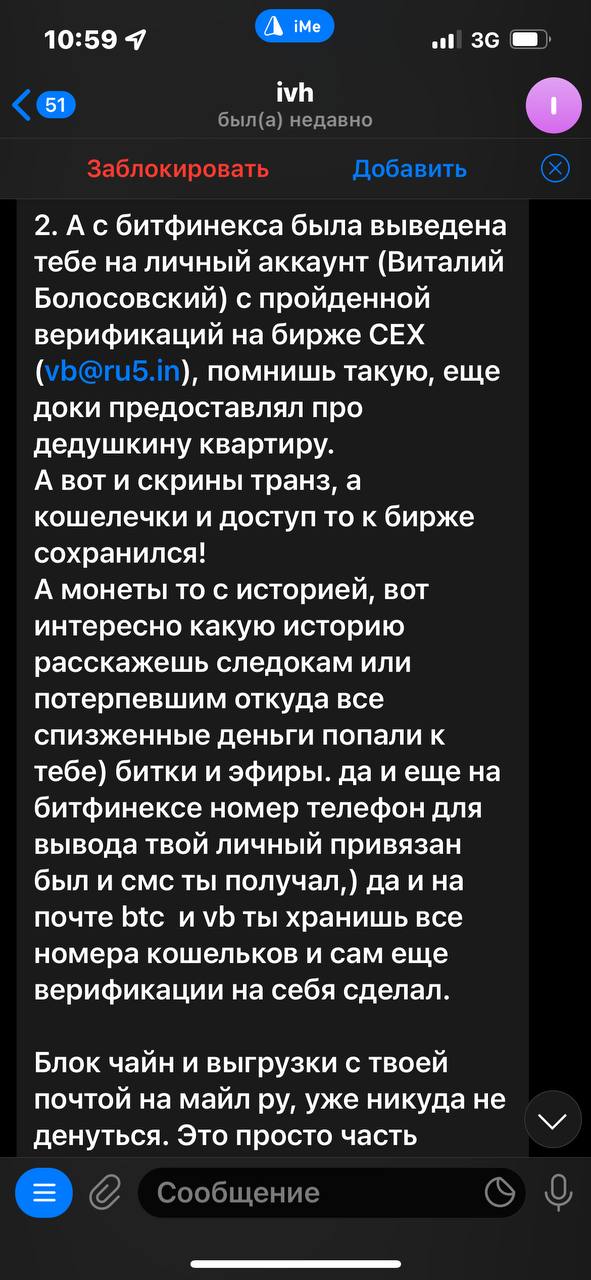 10:59
iMe
3G
51
ivh
был(а) недавно
Заблокировать
Добавить
2. А с битфинекса была выведена
тебе на личный аккаунт (Виталий
Болосовский) с пройденной
верификаций на бирже CEX
(vb@ru5.in), помнишь такую, еще
доки предоставлял про
дедушкину квартиру.
А вот и скрины транз, а
кошелечки и доступ то к бирже
сохранился!
А монеты то с историей, вот
интересно какую историю
расскажешь следокам или
потерпевшим откуда все
спизженные деньги попали к
тебе) битки и эфиры. да и еще на
битфинексе номер телефон для
вывода твой личный привязан
был и смс ты получал,) да и на
почте btc и vb ты хранишь все
номера кошельков и сам еще
верификации на себя сделал.
Блок чайн и выгрузки с твоей
почтой на майл ру, уже никуда не
денуться. Это просто часть
Сообщение